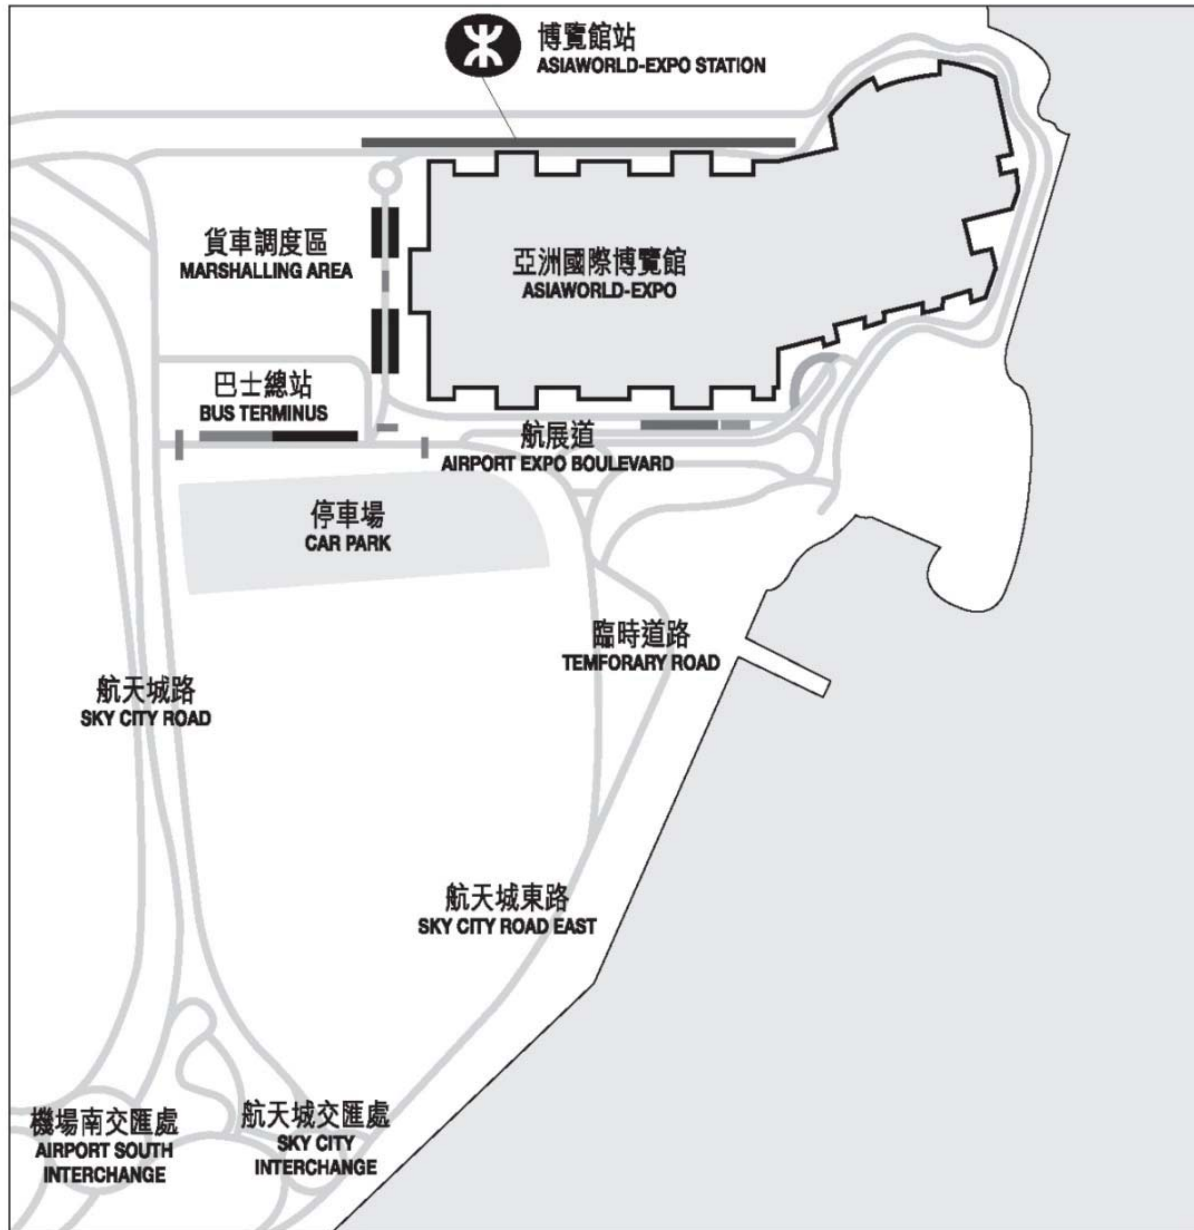 博覽館站
ASIAWORLD-EXPO STATION
貨車調度區
MARSHALLING AREA
亞洲國際博覽館
ASIAWORLD-EXPO
巴士總站
BUS TERMINUS
航展道
AIRPORT EXPO BOULEVARD
停車場
CAR PARK
臨時道路
TEMFORARY ROAD
航天城路
SKY CITY ROAD
航天城東路
SKY CITY ROAD EAST
機場南交匯處
AIRPORT SOUTH
INTERCHANGE
航天城交匯處
SKY CITY
INTERCHANGE